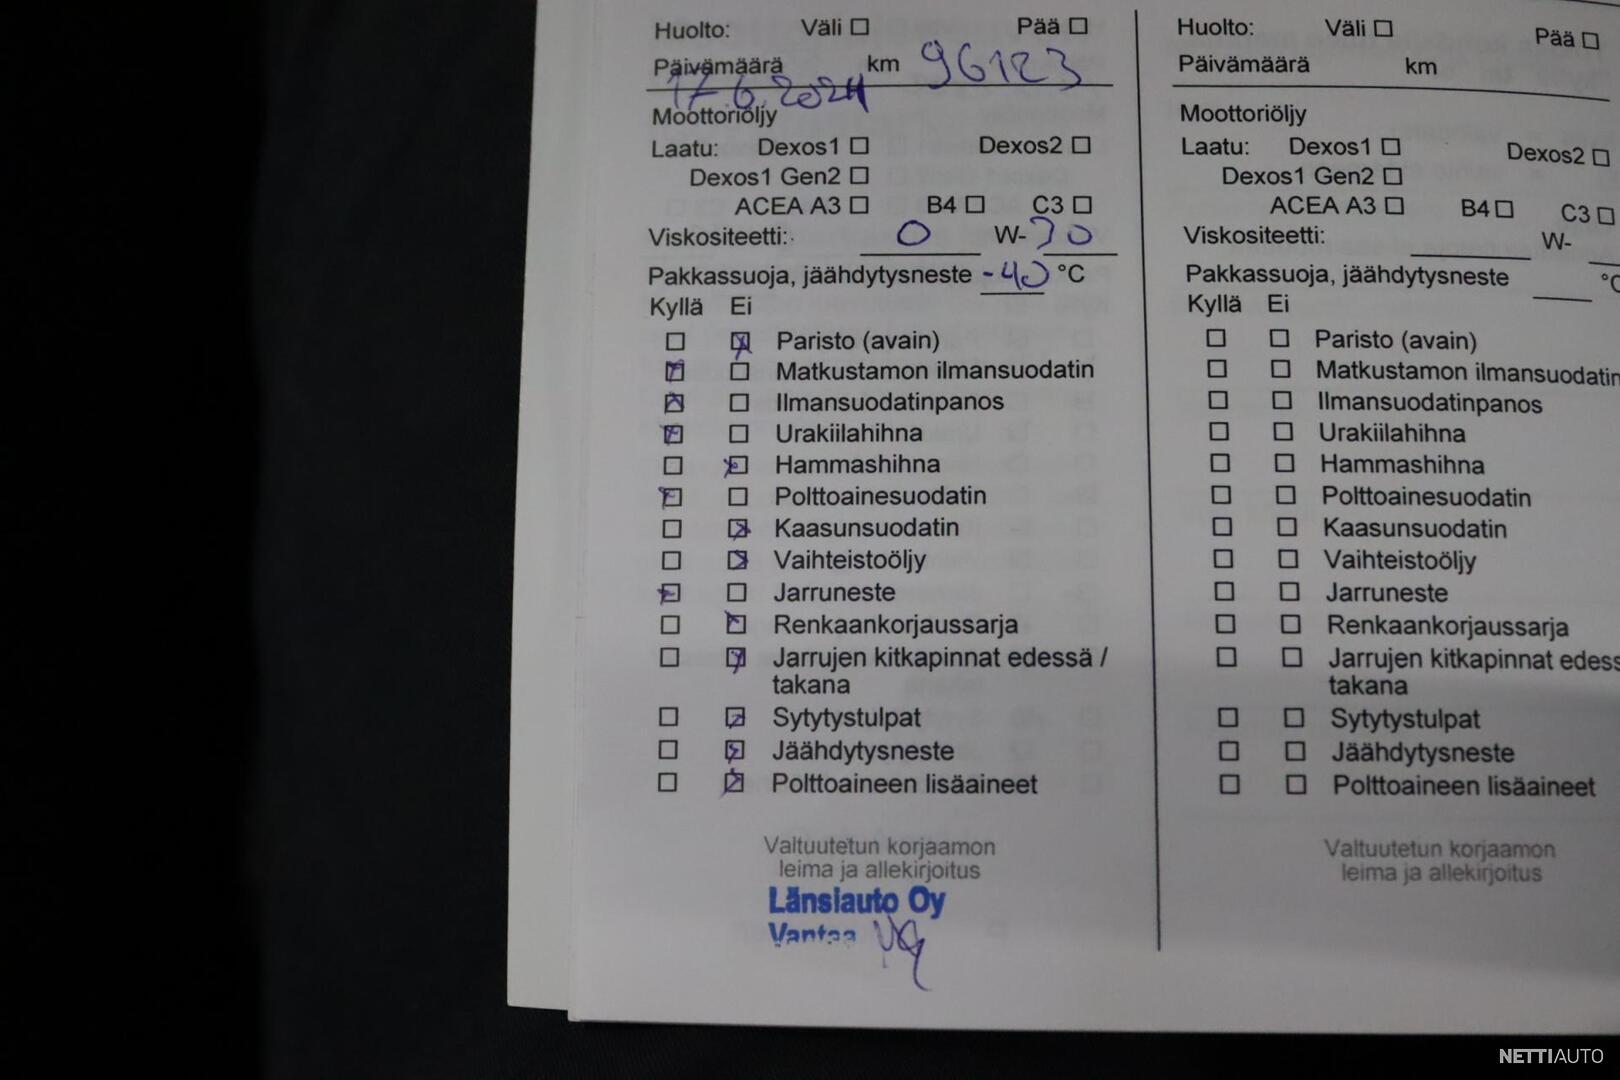 Huolto: Väli ☐ Pää ☐
Päivämäärä km 96123
17.6.2024
Moottoriöljy
Laatu: Dexos1 ☐ Dexos2 ☐
Dexos1 Gen2 ☐
ACEA A3 ☐ B4 ☐ C3 ☐
Viskositeetti: 0 W-20
Pakkassuoja, jäähdytysneste -40 °C
Kyllä Ei
☐ ☒ Paristo (avain)
☒ ☐ Matkustamon ilmansuodatin
☒ ☐ Ilmansuodatinpanos
☒ ☐ Urakiilahihna
☐ ☒ Hammashihna
☒ ☐ Polttoainesuodatin
☐ ☒ Kaasunsuodatin
☐ ☒ Vaihteistoöljy
☒ ☐ Jarruneste
☐ ☒ Renkaankorjaussarja
☐ ☒ Jarrujen kitkapinnat edessä /
takana
☐ ☒ Sytytystulpat
☐ ☒ Jäähdytysneste
☐ ☒ Polttoaineen lisäaineet
Valtuutetun korjaamon
leima ja allekirjoitus
Länsiauto Oy
Vantaa
Huolto: Väli ☐ Pää ☐
Päivämäärä km
Moottoriöljy
Laatu: Dexos1 ☐ Dexos2 ☐
Dexos1 Gen2 ☐
ACEA A3 ☐ B4 ☐ C3 ☐
Viskositeetti: W-
Pakkassuoja, jäähdytysneste °C
Kyllä Ei
☐ ☐ Paristo (avain)
☐ ☐ Matkustamon ilmansuodatin
☐ ☐ Ilmansuodatinpanos
☐ ☐ Urakiilahihna
☐ ☐ Hammashihna
☐ ☐ Polttoainesuodatin
☐ ☐ Kaasunsuodatin
☐ ☐ Vaihteistoöljy
☐ ☐ Jarruneste
☐ ☐ Renkaankorjaussarja
☐ ☐ Jarrujen kitkapinnat edess
takana
☐ ☐ Sytytystulpat
☐ ☐ Jäähdytysneste
☐ ☐ Polttoaineen lisäaineet
Valtuutetun korjaamon
leima ja allekirjoitus
NETTIAUTO